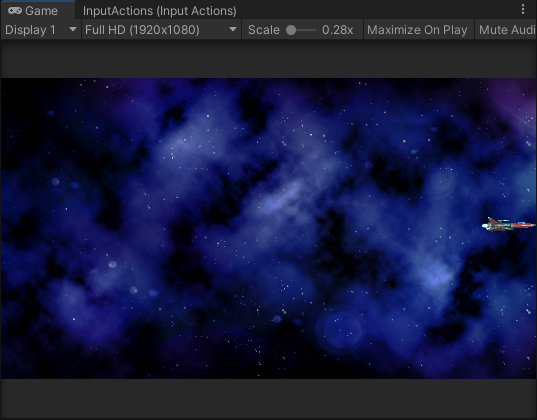 Game InputActions (Input Actions)
Display 1 Full HD (1920x1080) Scale 0.28x Maximize On Play Mute Audi